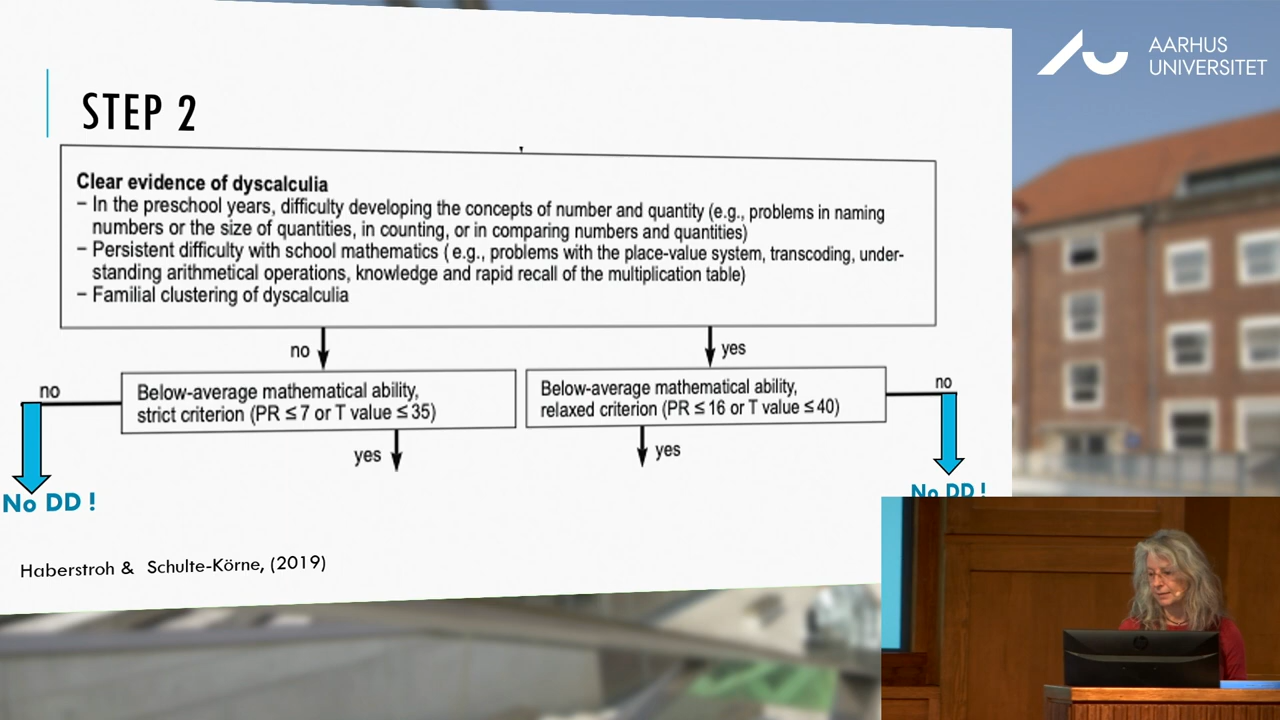 AARHUS
UNIVERSITET
STEP 2
Clear evidence of dyscalculia
– In the preschool years, difficulty developing the concepts of number and quantity (e.g., problems in naming
numbers or the size of quantities, in counting, or in comparing numbers and quantities)
– Persistent difficulty with school mathematics ( e.g., problems with the place-value system, transcoding, under-
standing arithmetical operations, knowledge and rapid recall of the multiplication table)
– Familial clustering of dyscalculia
no
yes
no
Below-average mathematical ability,
strict criterion (PR ≤ 7 or T value ≤ 35)
Below-average mathematical ability,
relaxed criterion (PR ≤ 16 or T value ≤ 40)
no
yes
yes
No DD !
No DD !
Haberstroh & Schulte-Körne, (2019)